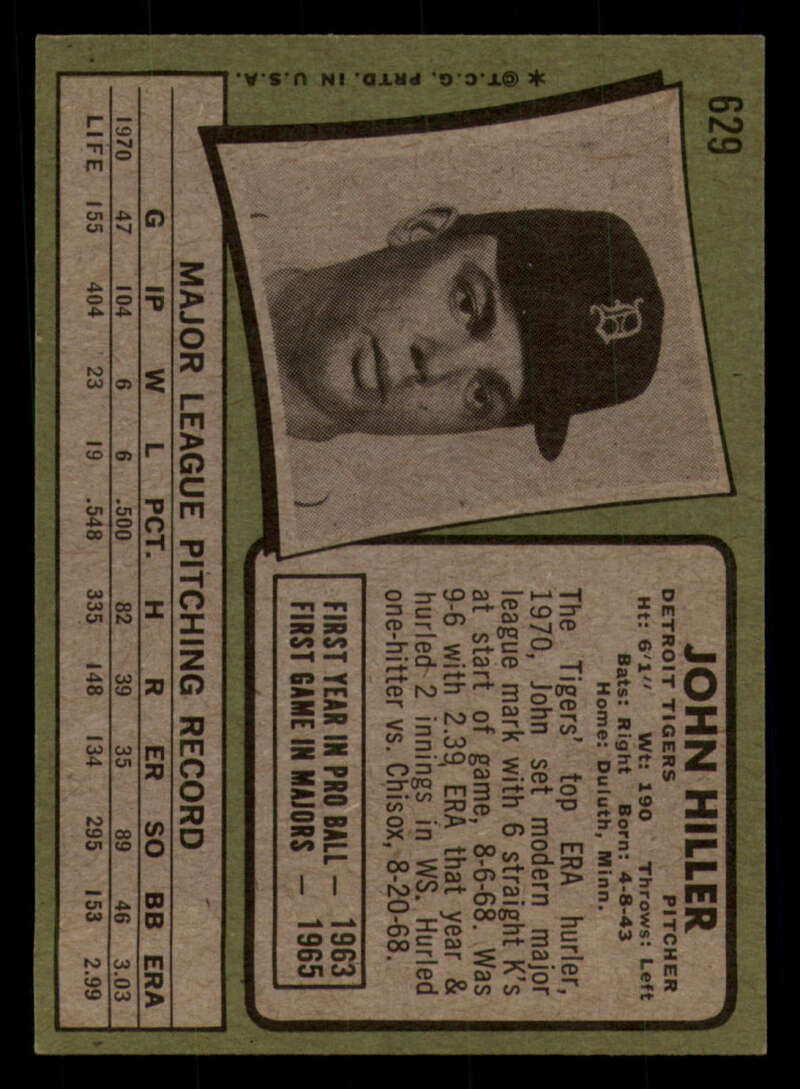 629
JOHN HILLER
DETROIT TIGERS PITCHER
Ht: 6'1" Wt: 190 Throws: Left
Bats: Right Born: 4-8-43
Home: Duluth, Minn.
The Tigers' top ERA hurler,
1970, John set modern major
league mark with 6 straight K's
at start of game, 8-6-68. Was
9-6 with 2.39 ERA that year &
hurled 2 innings in WS. Hurled
one-hitter vs. Chisox, 8-20-68.
FIRST YEAR IN PRO BALL — 1963
FIRST GAME IN MAJORS — 1965
D
* ©T.C.G. PRTD. IN U.S.A.
MAJOR LEAGUE PITCHING RECORD
G IP W L PCT. H R ER SO BB ERA
1970 47 104 6 6 .500 82 39 35 89 46 3.03
LIFE 155 404 23 19 .548 335 148 134 295 153 2.99